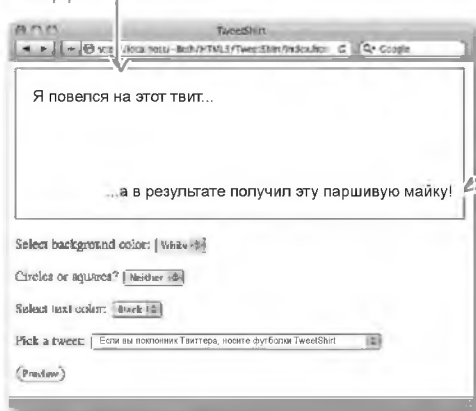 TweetShirt
Google
Я повелся на этот твит...
...а в результате получил эту паршивую майку!
Select background color: White
Circles or squares? Neither
Select text color: Black
Pick a tweet: Если вы поклонник Твиттера, носите футболки TweetShirt
Preview